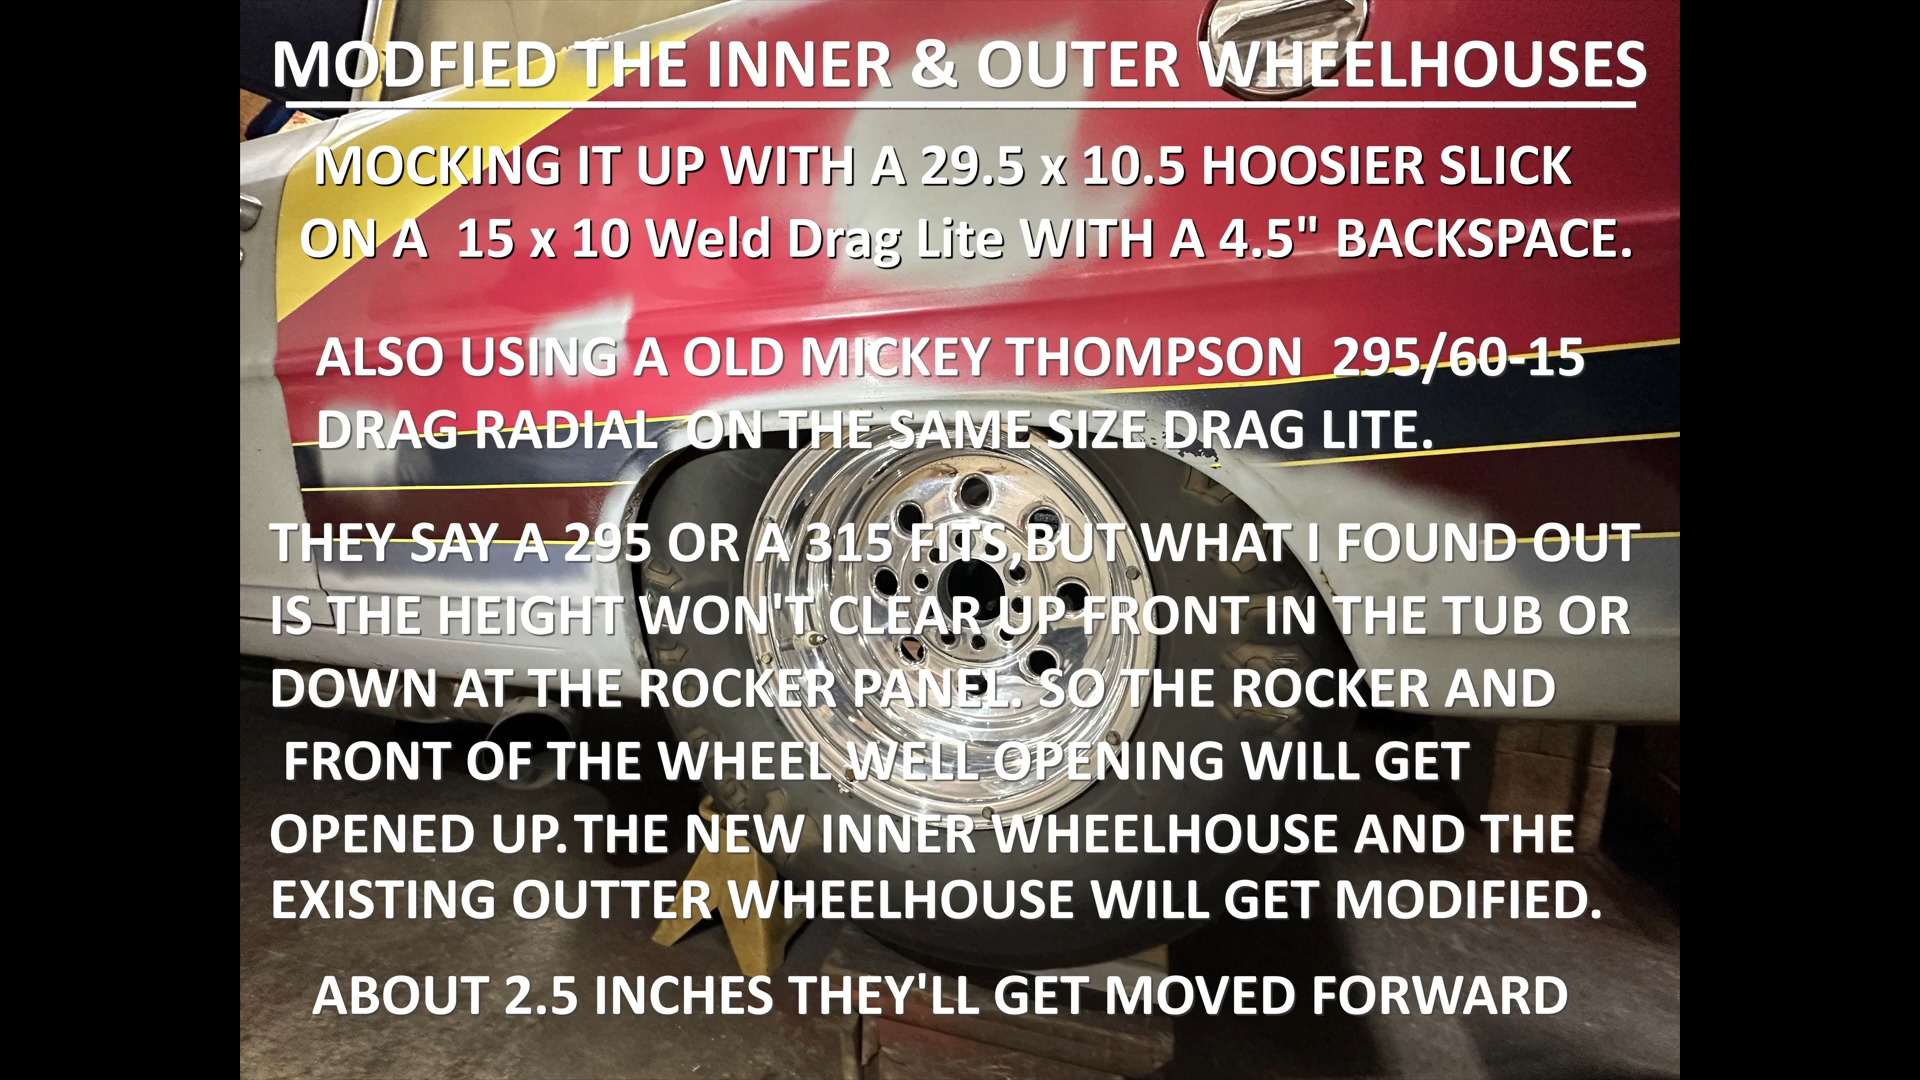 MODFIED THE INNER & OUTER WHEELHOUSES
MOCKING IT UP WITH A 29.5 x 10.5 HOOSIER SLICK
ON A  15 x 10 Weld Drag Lite WITH A 4.5" BACKSPACE.
ALSO USING A OLD MICKEY THOMPSON  295/60-15
DRAG RADIAL  ON THE SAME SIZE DRAG LITE.
THEY SAY A 295 OR A 315 FITS,BUT WHAT I FOUND OUT
IS THE HEIGHT WON'T CLEAR UP FRONT IN THE TUB OR
DOWN AT THE ROCKER PANEL. SO THE ROCKER AND
FRONT OF THE WHEEL WELL OPENING WILL GET
OPENED UP.THE NEW INNER WHEELHOUSE AND THE
EXISTING OUTTER WHEELHOUSE WILL GET MODIFIED.
ABOUT 2.5 INCHES THEY'LL GET MOVED FORWARD